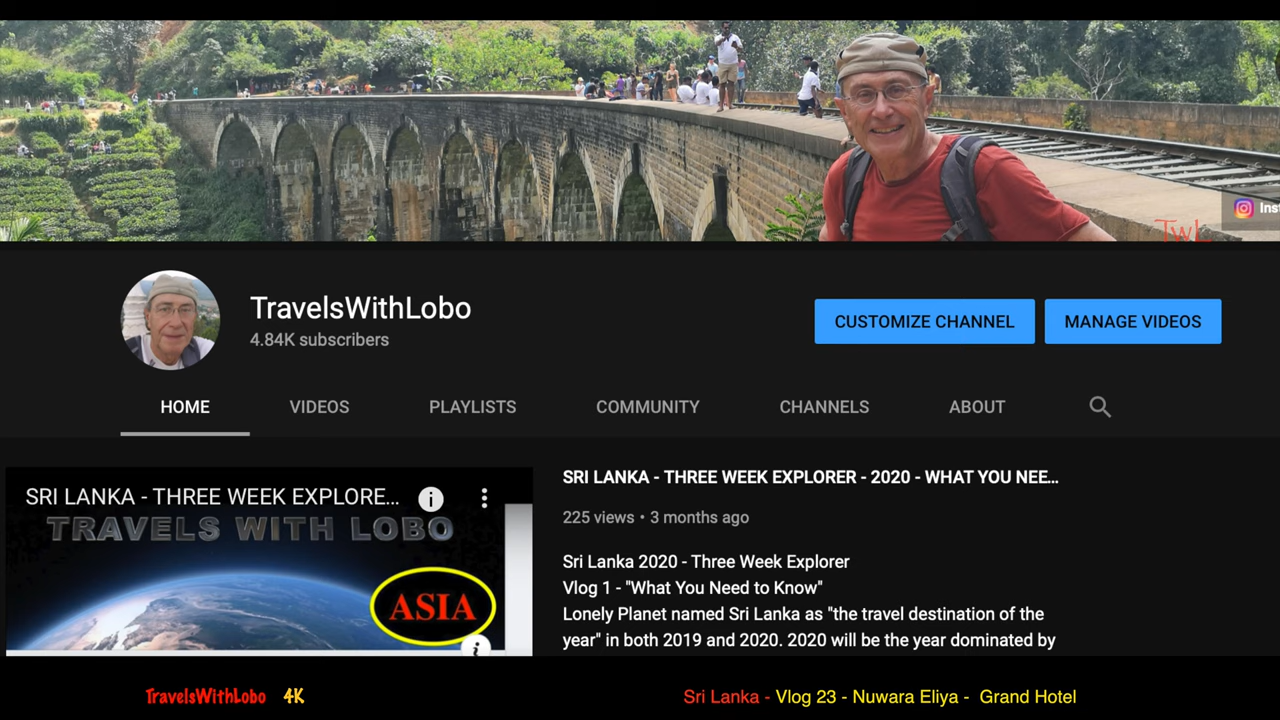 Inst
TwL
TravelsWithLobo
4.84K subscribers
CUSTOMIZE CHANNEL
MANAGE VIDEOS
HOME
VIDEOS
PLAYLISTS
COMMUNITY
CHANNELS
ABOUT
SRI LANKA - THREE WEEK EXPLORE...
TRAVELS WITH LOBO
ASIA
SRI LANKA - THREE WEEK EXPLORER - 2020 - WHAT YOU NEE...
225 views • 3 months ago
Sri Lanka 2020 - Three Week Explorer
Vlog 1 - "What You Need to Know"
Lonely Planet named Sri Lanka as "the travel destination of the
year" in both 2019 and 2020. 2020 will be the year dominated by
TravelsWithLobo 4K
Sri Lanka - Vlog 23 - Nuwara Eliya - Grand Hotel